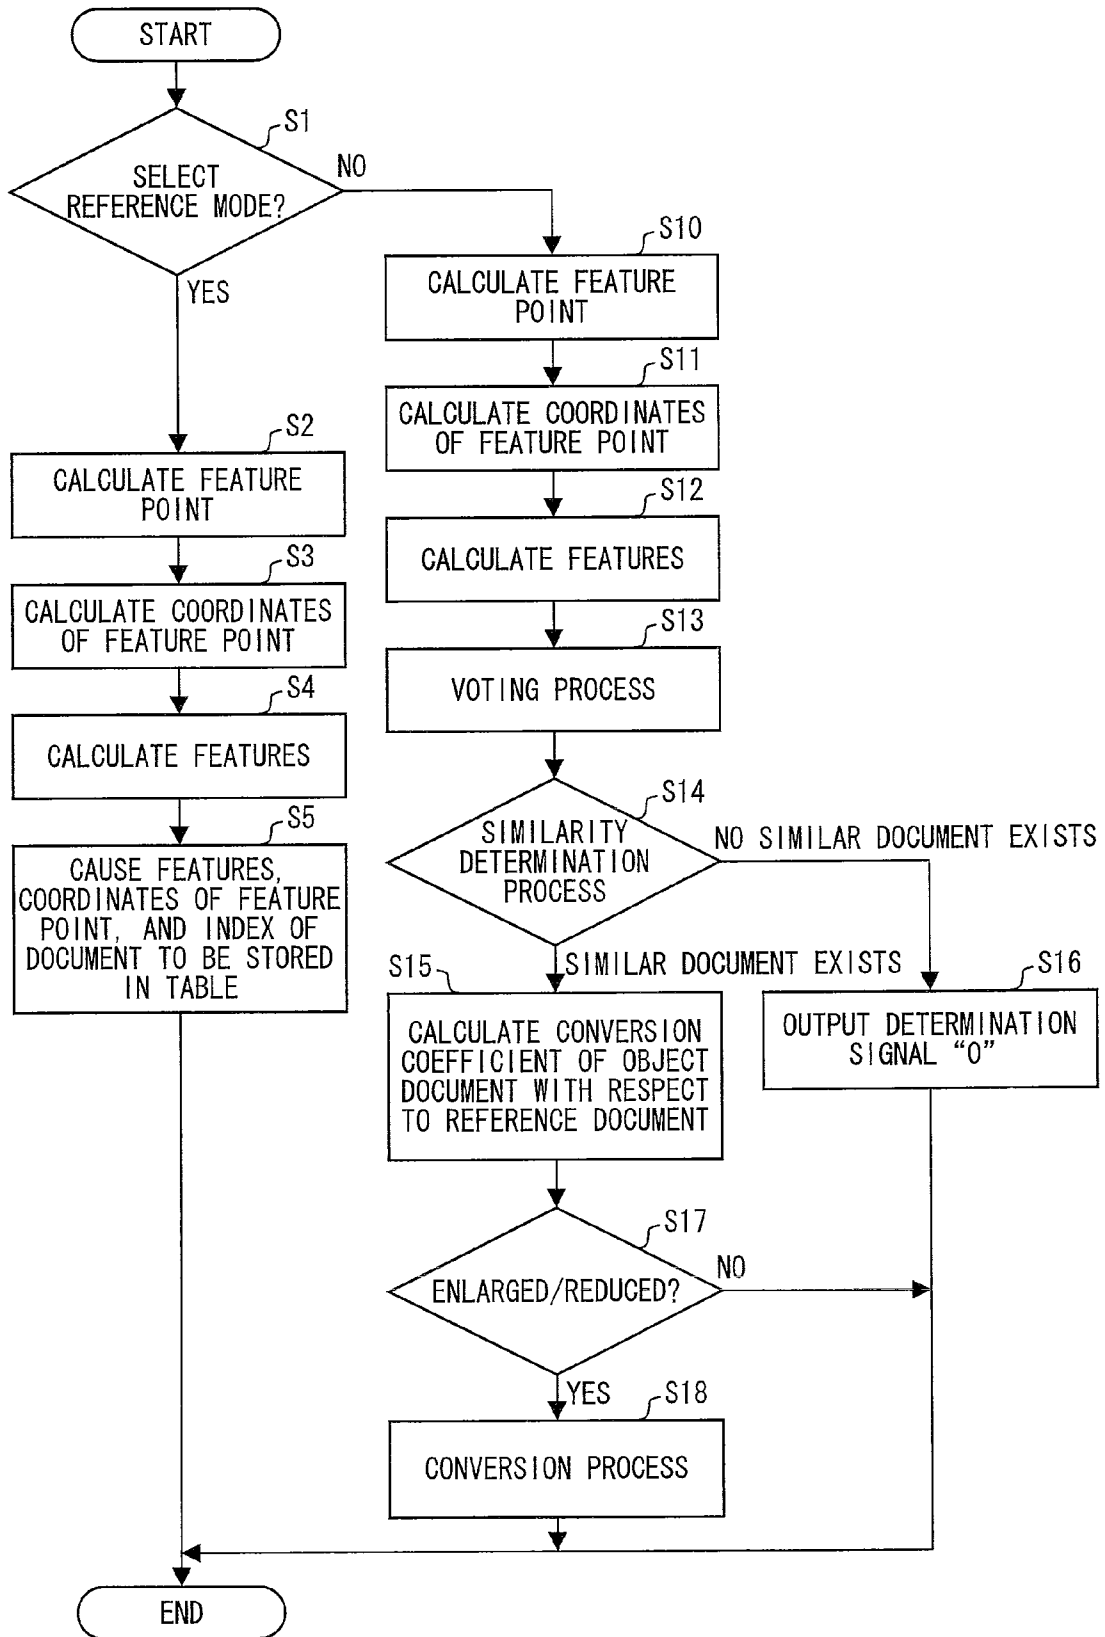 START
S1
SELECT
REFERENCE MODE?
NO
YES
S2
CALCULATE FEATURE
POINT
S3
CALCULATE COORDINATES
OF FEATURE POINT
S4
CALCULATE FEATURES
S5
CAUSE FEATURES,
COORDINATES OF FEATURE
POINT, AND INDEX OF
DOCUMENT TO BE STORED
IN TABLE
S10
CALCULATE FEATURE
POINT
S11
CALCULATE COORDINATES
OF FEATURE POINT
S12
CALCULATE FEATURES
S13
VOTING PROCESS
S14
SIMILARITY
DETERMINATION
PROCESS
NO SIMILAR DOCUMENT EXISTS
SIMILAR DOCUMENT EXISTS
S15
CALCULATE CONVERSION
COEFFICIENT OF OBJECT
DOCUMENT WITH RESPECT
TO REFERENCE DOCUMENT
S16
OUTPUT DETERMINATION
SIGNAL “0”
S17
ENLARGED/REDUCED?
NO
YES
S18
CONVERSION PROCESS
END